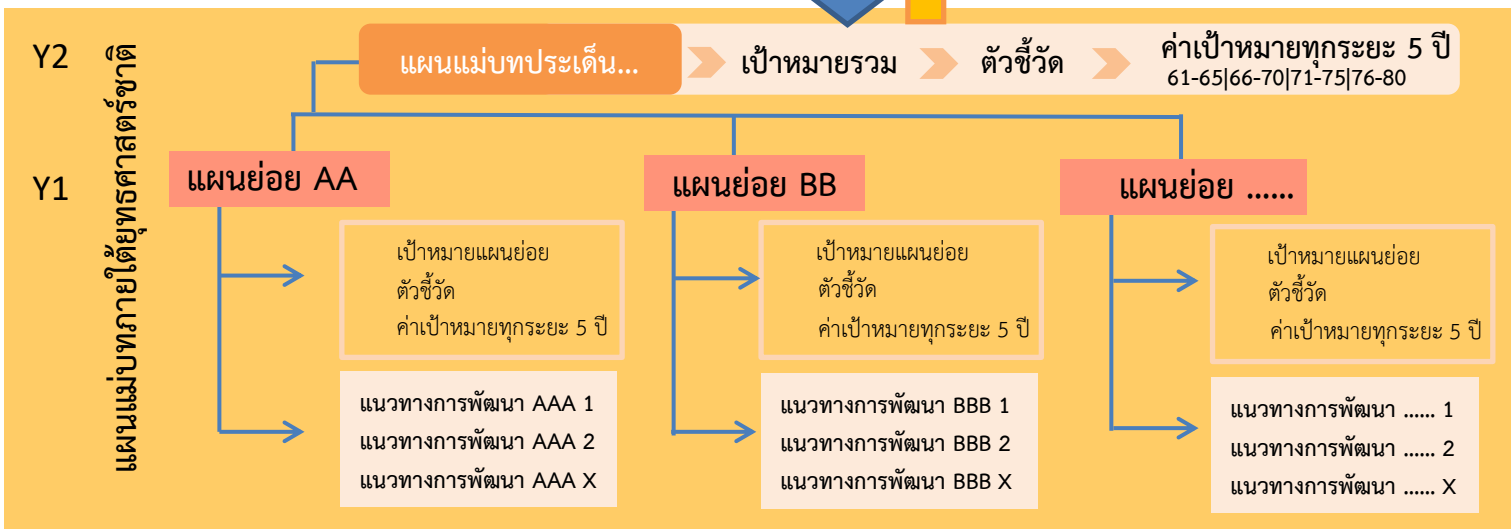 Y2
แผนแม่บทประเด็น...
เป้าหมายรวม
ตัวชี้วัด
ค่าเป้าหมายทุกระยะ 5 ปี
61-65|66-70|71-75|76-80
แผนแม่บทภายใต้ยุทธศาสตร์ชาติ
Y1
แผนย่อย AA
แผนย่อย BB
แผนย่อย ......
เป้าหมายแผนย่อย
ตัวชี้วัด
ค่าเป้าหมายทุกระยะ 5 ปี
เป้าหมายแผนย่อย
ตัวชี้วัด
ค่าเป้าหมายทุกระยะ 5 ปี
เป้าหมายแผนย่อย
ตัวชี้วัด
ค่าเป้าหมายทุกระยะ 5 ปี
แนวทางการพัฒนา AAA 1
แนวทางการพัฒนา AAA 2
แนวทางการพัฒนา AAA X
แนวทางการพัฒนา BBB 1
แนวทางการพัฒนา BBB 2
แนวทางการพัฒนา BBB X
แนวทางการพัฒนา ...... 1
แนวทางการพัฒนา ...... 2
แนวทางการพัฒนา ...... X